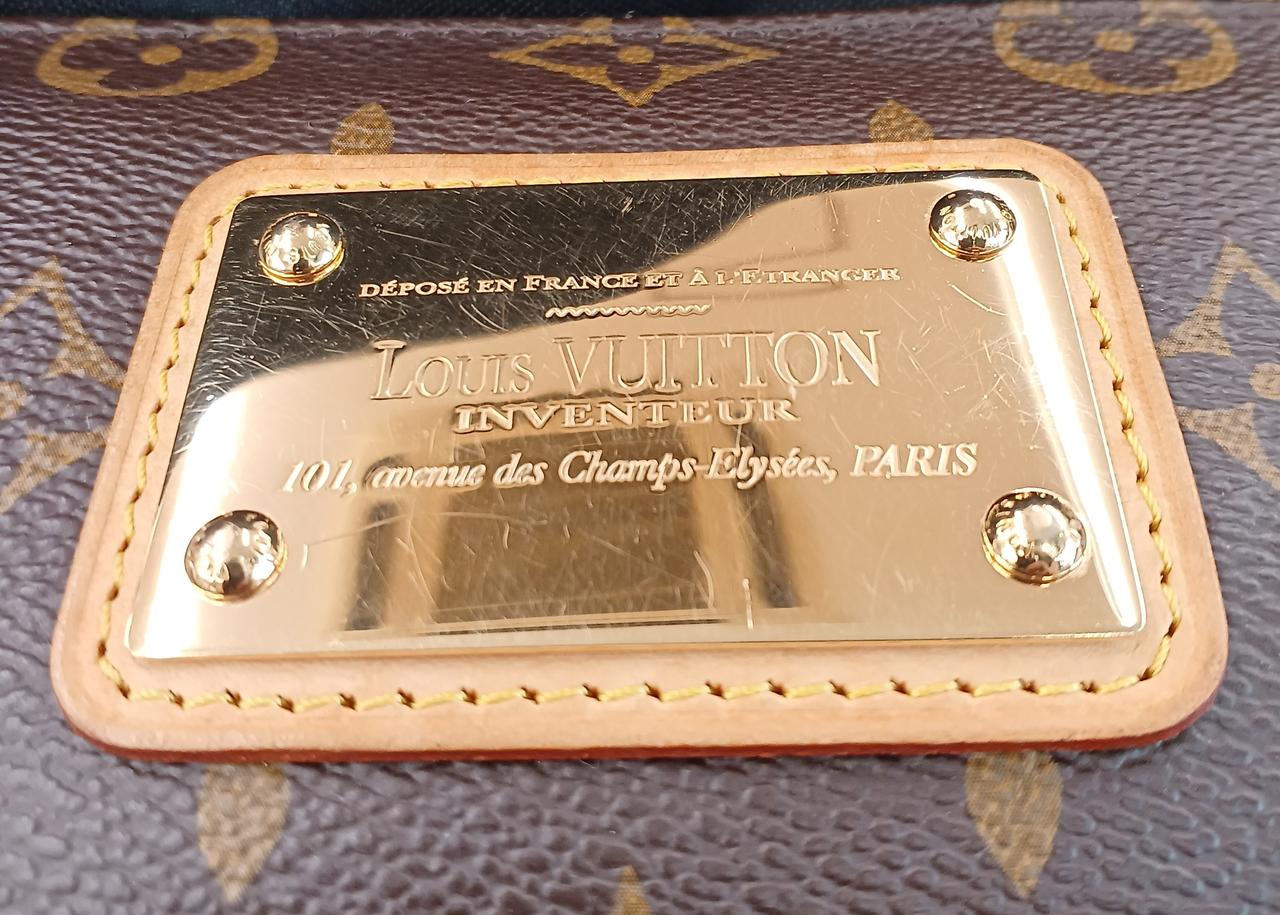 DÉPOSÉ EN FRANCE ET À L'ETRANGER
LOUIS VUITTON
INVENTEUR
101, avenue des Champs-Elysées, PARIS